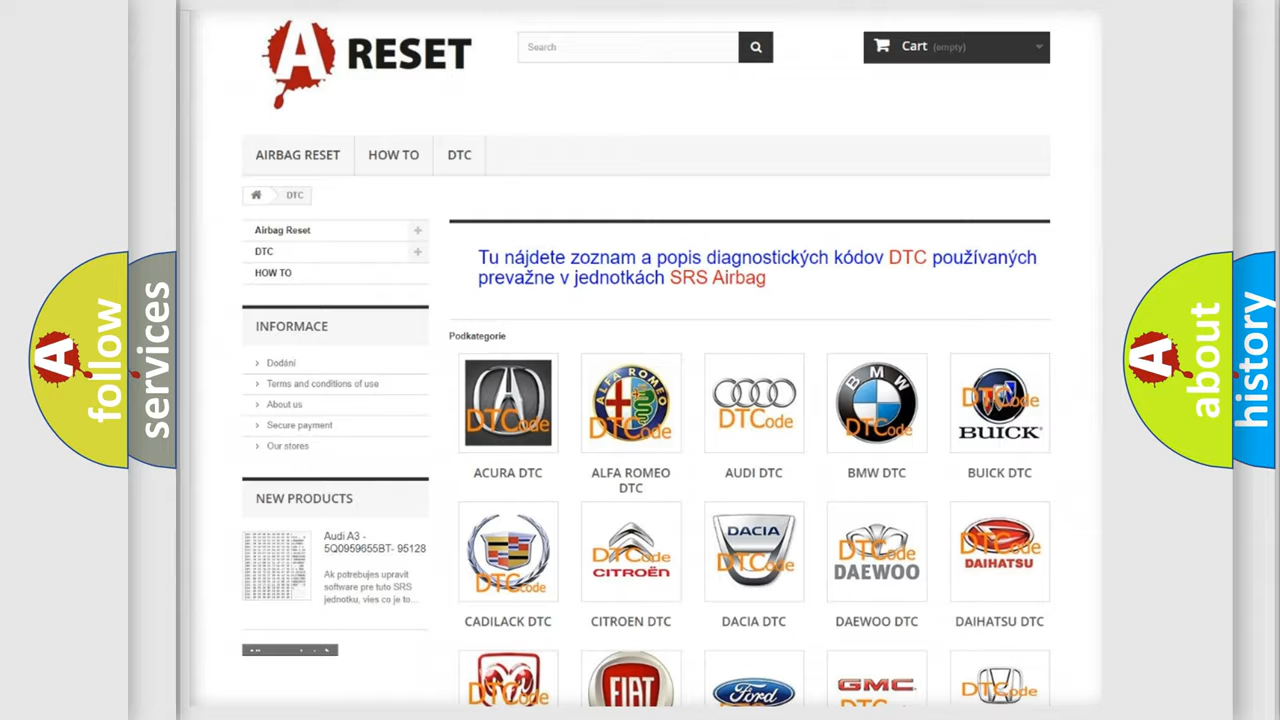 A RESET
Search
Cart (empty)
AIRBAG RESET
HOW TO
DTC
DTC
Airbag Reset
DTC
HOW TO
Tu nájdete zoznam a popis diagnostických kódov DTC používaných
prevažne v jednotkách SRS Airbag
INFORMACE
Dodání
Terms and conditions of use
About us
Secure payment
Our stores
NEW PRODUCTS
Audi A3 -
5Q0959655BT- 95128
Ak potrebujes upravit
software pre tuto SRS
jednotku, vies co je to...
Podkategorie
DTCode
ALFA ROMEO
DTCode
DTCode
BMW
DTCode
DTCode
BUICK
ACURA DTC
ALFA ROMEO
DTC
AUDI DTC
BMW DTC
BUICK DTC
DTCode
DTCode
CITROËN
DACIA
DTCode
DTCode
DAEWOO
DTCode
DAIHATSU
CADILACK DTC
CITROEN DTC
DACIA DTC
DAEWOO DTC
DAIHATSU DTC
DTCode
FIAT
Ford
GMC
DTCode
A follow
services
A about
history